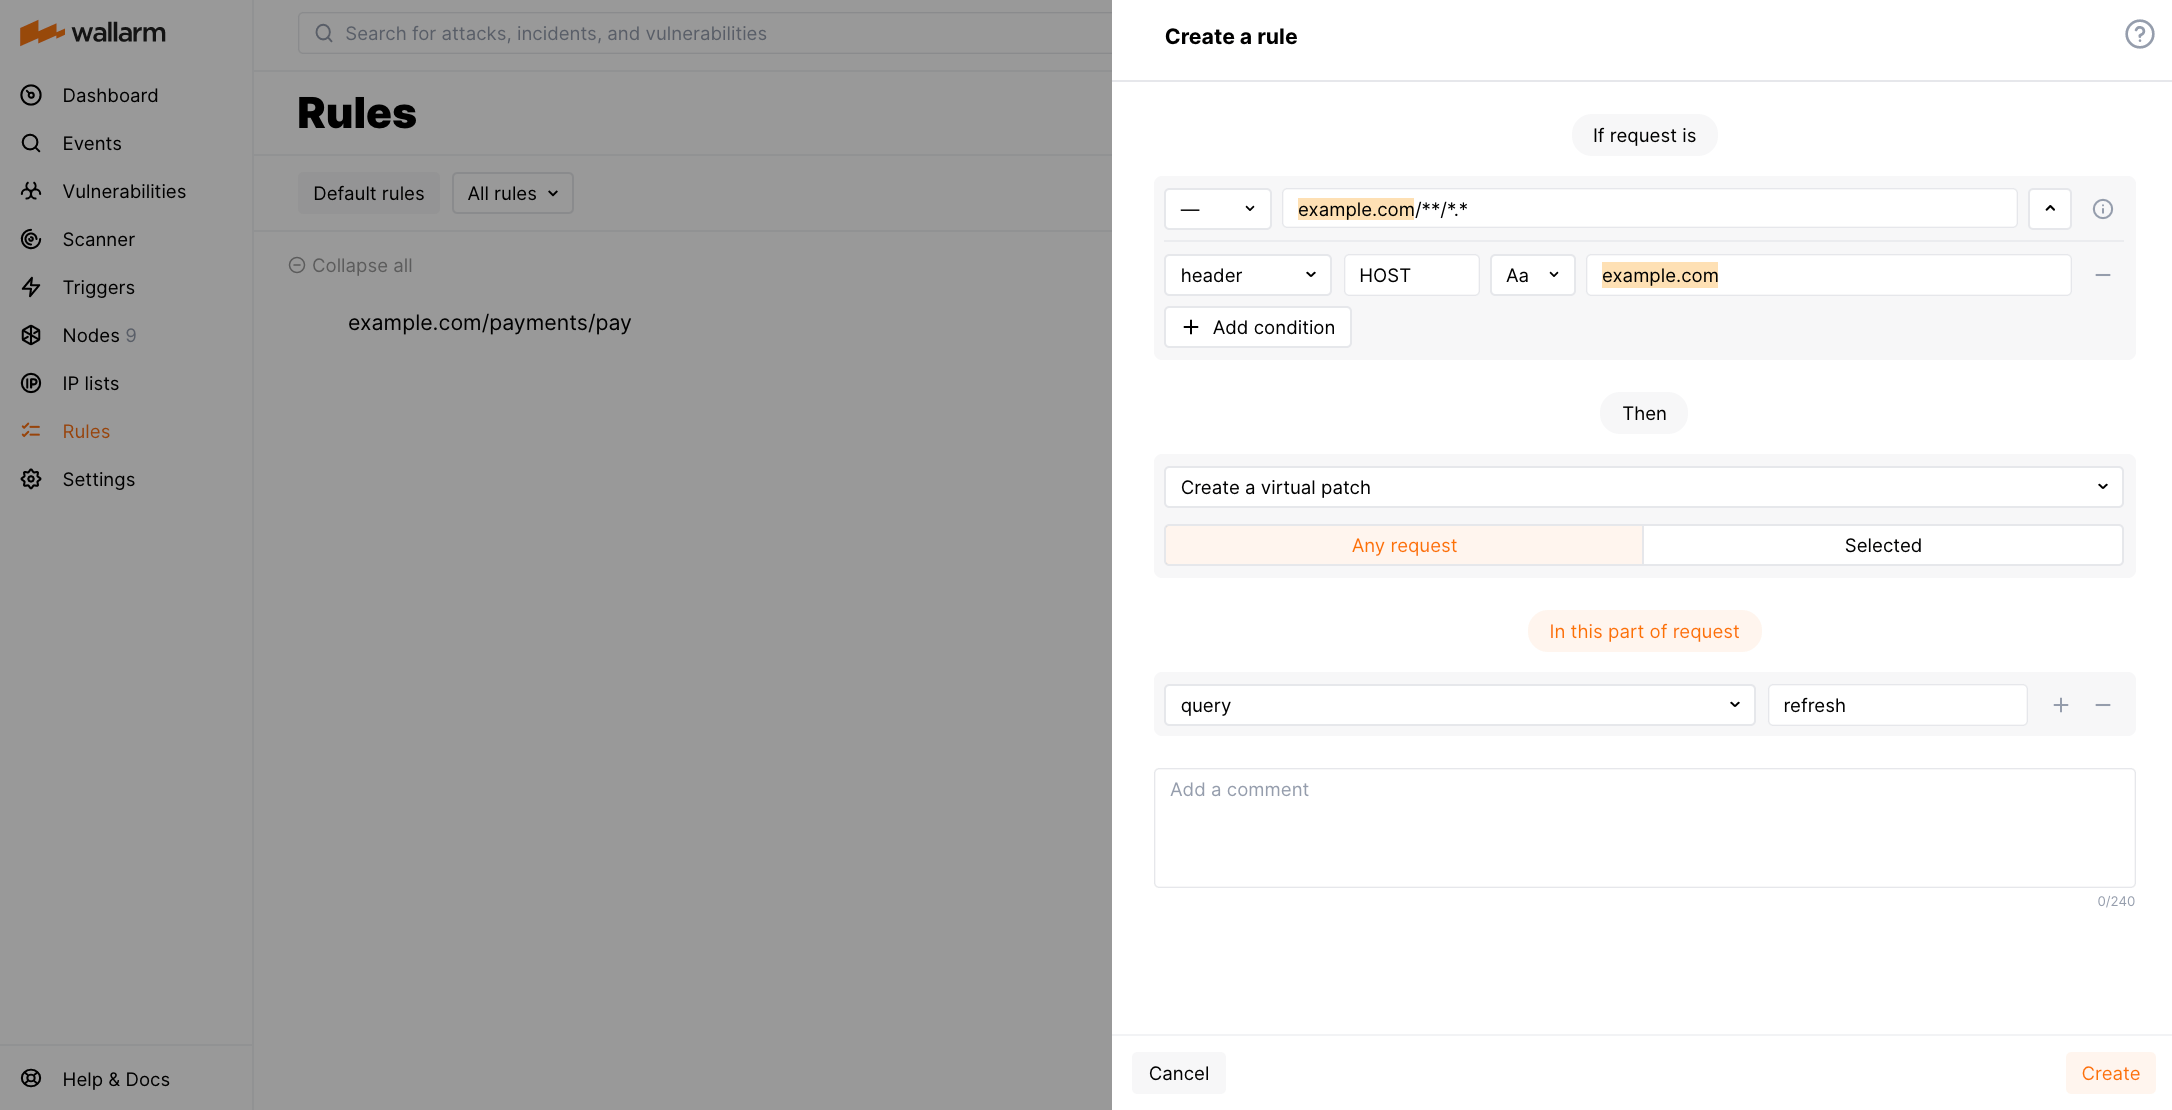 wallarm
Dashboard
Events
Vulnerabilities
Scanner
Triggers
Nodes 9
IP lists
Rules
Settings
Help & Docs
Search for attacks, incidents, and vulnerabilities
Rules
Default rules All rules
Collapse all
example.com/payments/pay
Create a rule
If request is
— example.com/**/*.*
header HOST Aa example.com
+ Add condition
Then
Create a virtual patch
Any request Selected
In this part of request
query refresh
Add a comment
0/240
Cancel Create